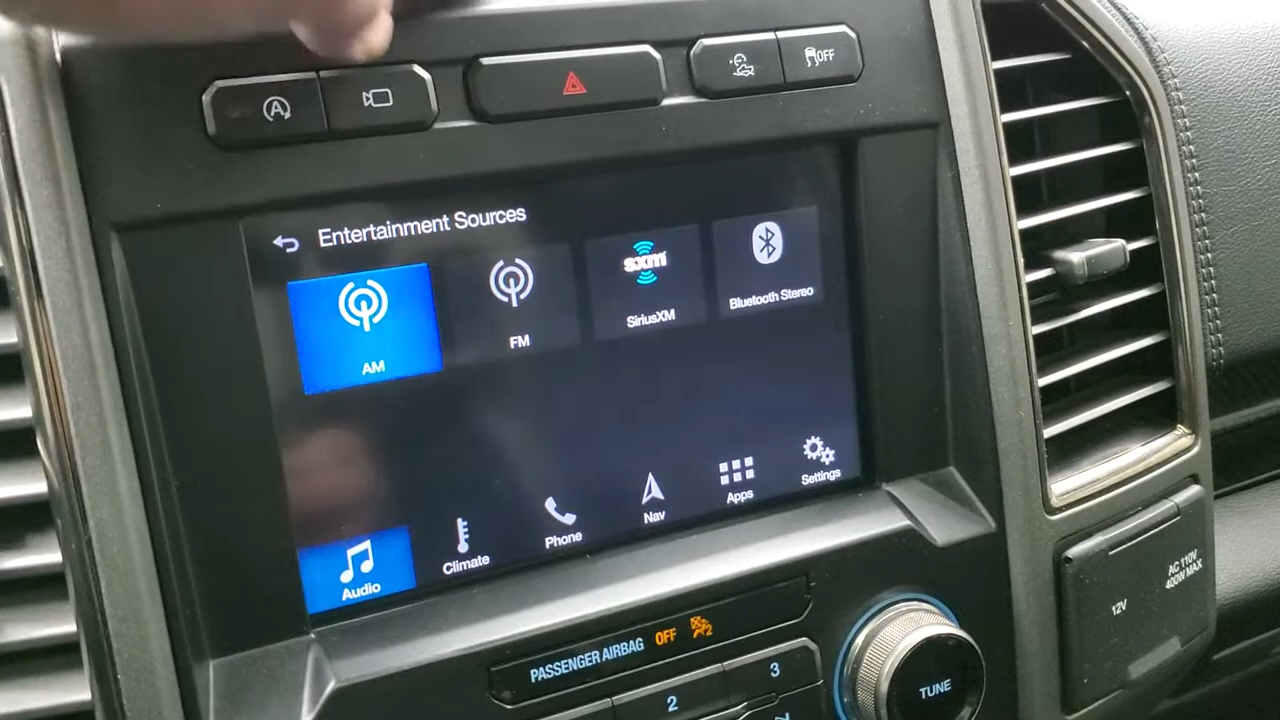 A
OFF
Entertainment Sources
AM
FM
sxm
SiriusXM
Bluetooth Stereo
Audio
Climate
Phone
Nav
Apps
Settings
PASSENGER AIRBAG OFF
2
2
3
TUNE
12V
AC 110V
400W MAX